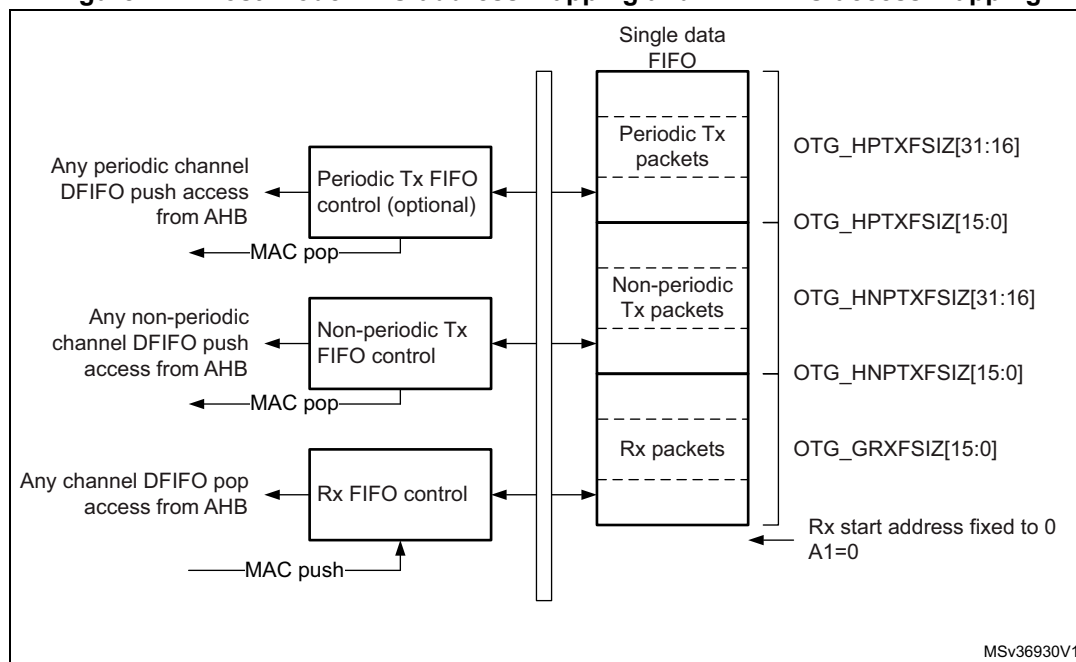 Single data
FIFO
Periodic Tx
packets
OTG_HPTXFSIZ[31:16]
Any periodic channel
DFIFO push access
from AHB
Periodic Tx FIFO
control (optional)
MAC pop
OTG_HPTXFSIZ[15:0]
Non-periodic
Tx packets
OTG_HNPTXFSIZ[31:16]
Any non-periodic
channel DFIFO push
access from AHB
Non-periodic Tx
FIFO control
MAC pop
OTG_HNPTXFSIZ[15:0]
Rx packets
OTG_GRXFSIZ[15:0]
Any channel DFIFO pop
access from AHB
Rx FIFO control
Rx start address fixed to 0
A1=0
MAC push
MSv36930V1